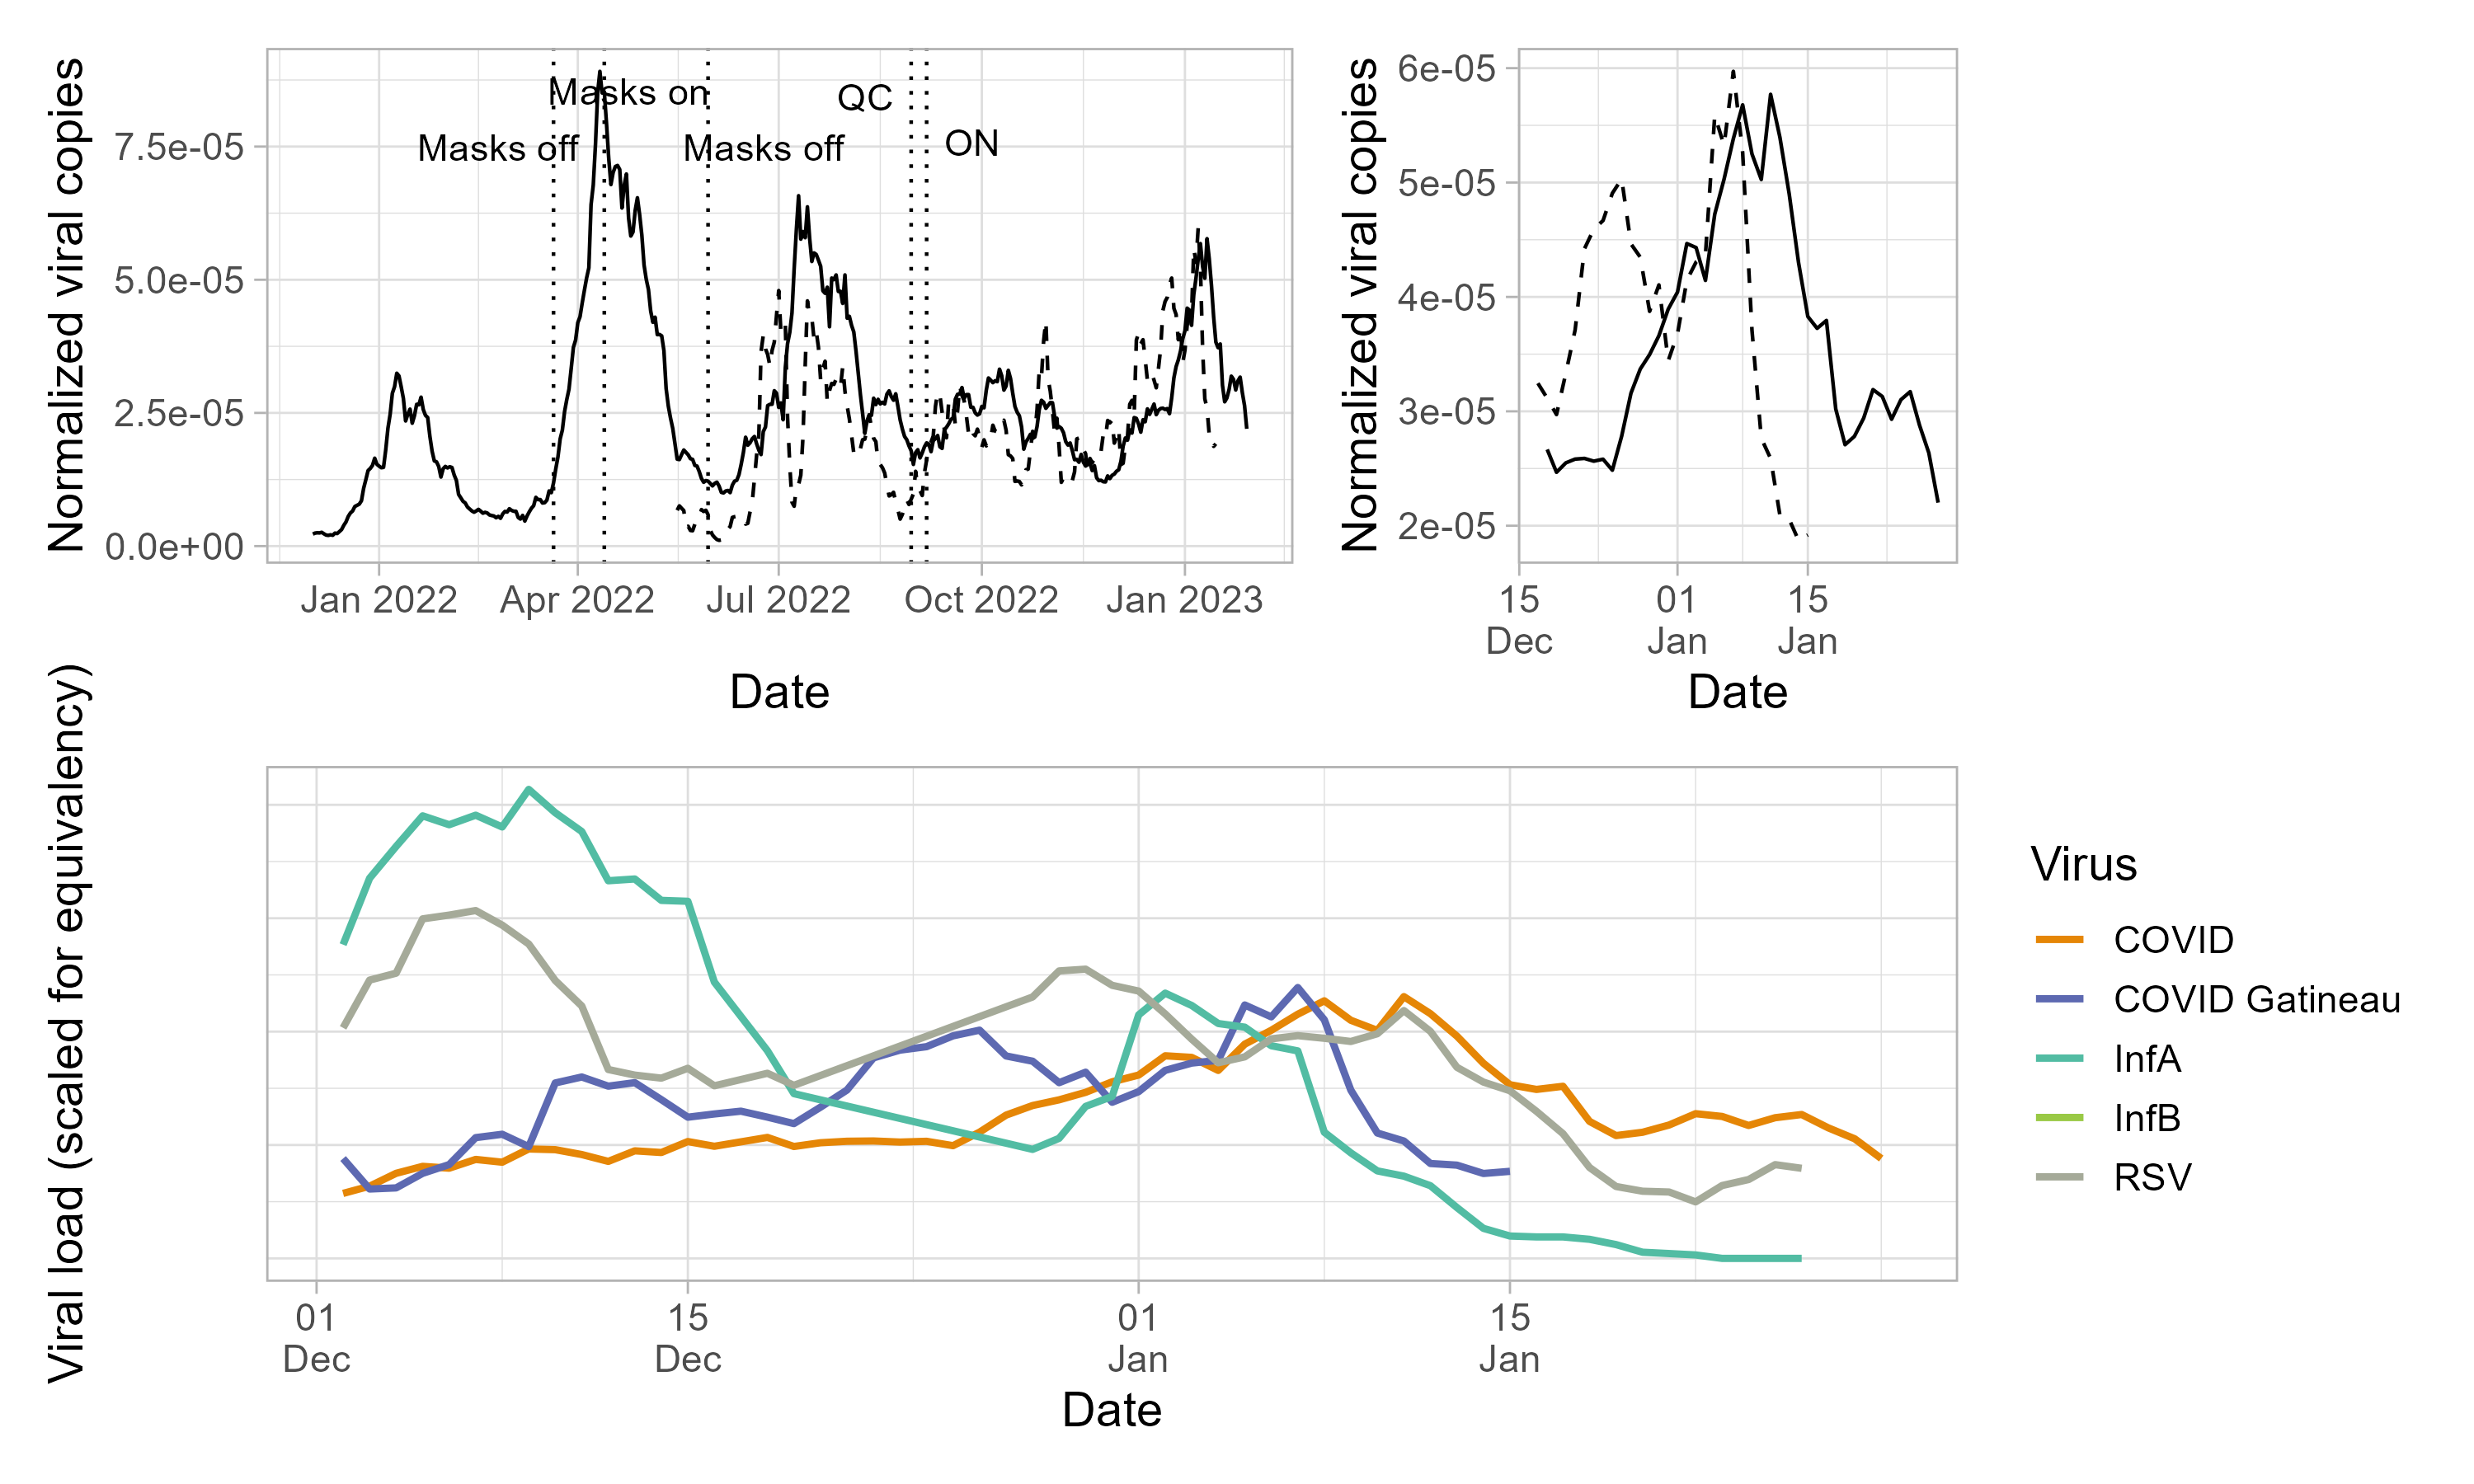 Normalized viral copies
7.5e-05
5.0e-05
2.5e-05
0.0e+00
Masks on
QC
Masks off
Masks off
ON
Jan 2022
Apr 2022
Jul 2022
Oct 2022
Jan 2023
Date
Normalized viral copies
6e-05
5e-05
4e-05
3e-05
2e-05
15
Dec
01
Jan
15
Jan
Date
Viral load (scaled for equivalency)
01
Dec
15
Dec
01
Jan
15
Jan
Date
Virus
COVID
COVID Gatineau
InfA
InfB
RSV